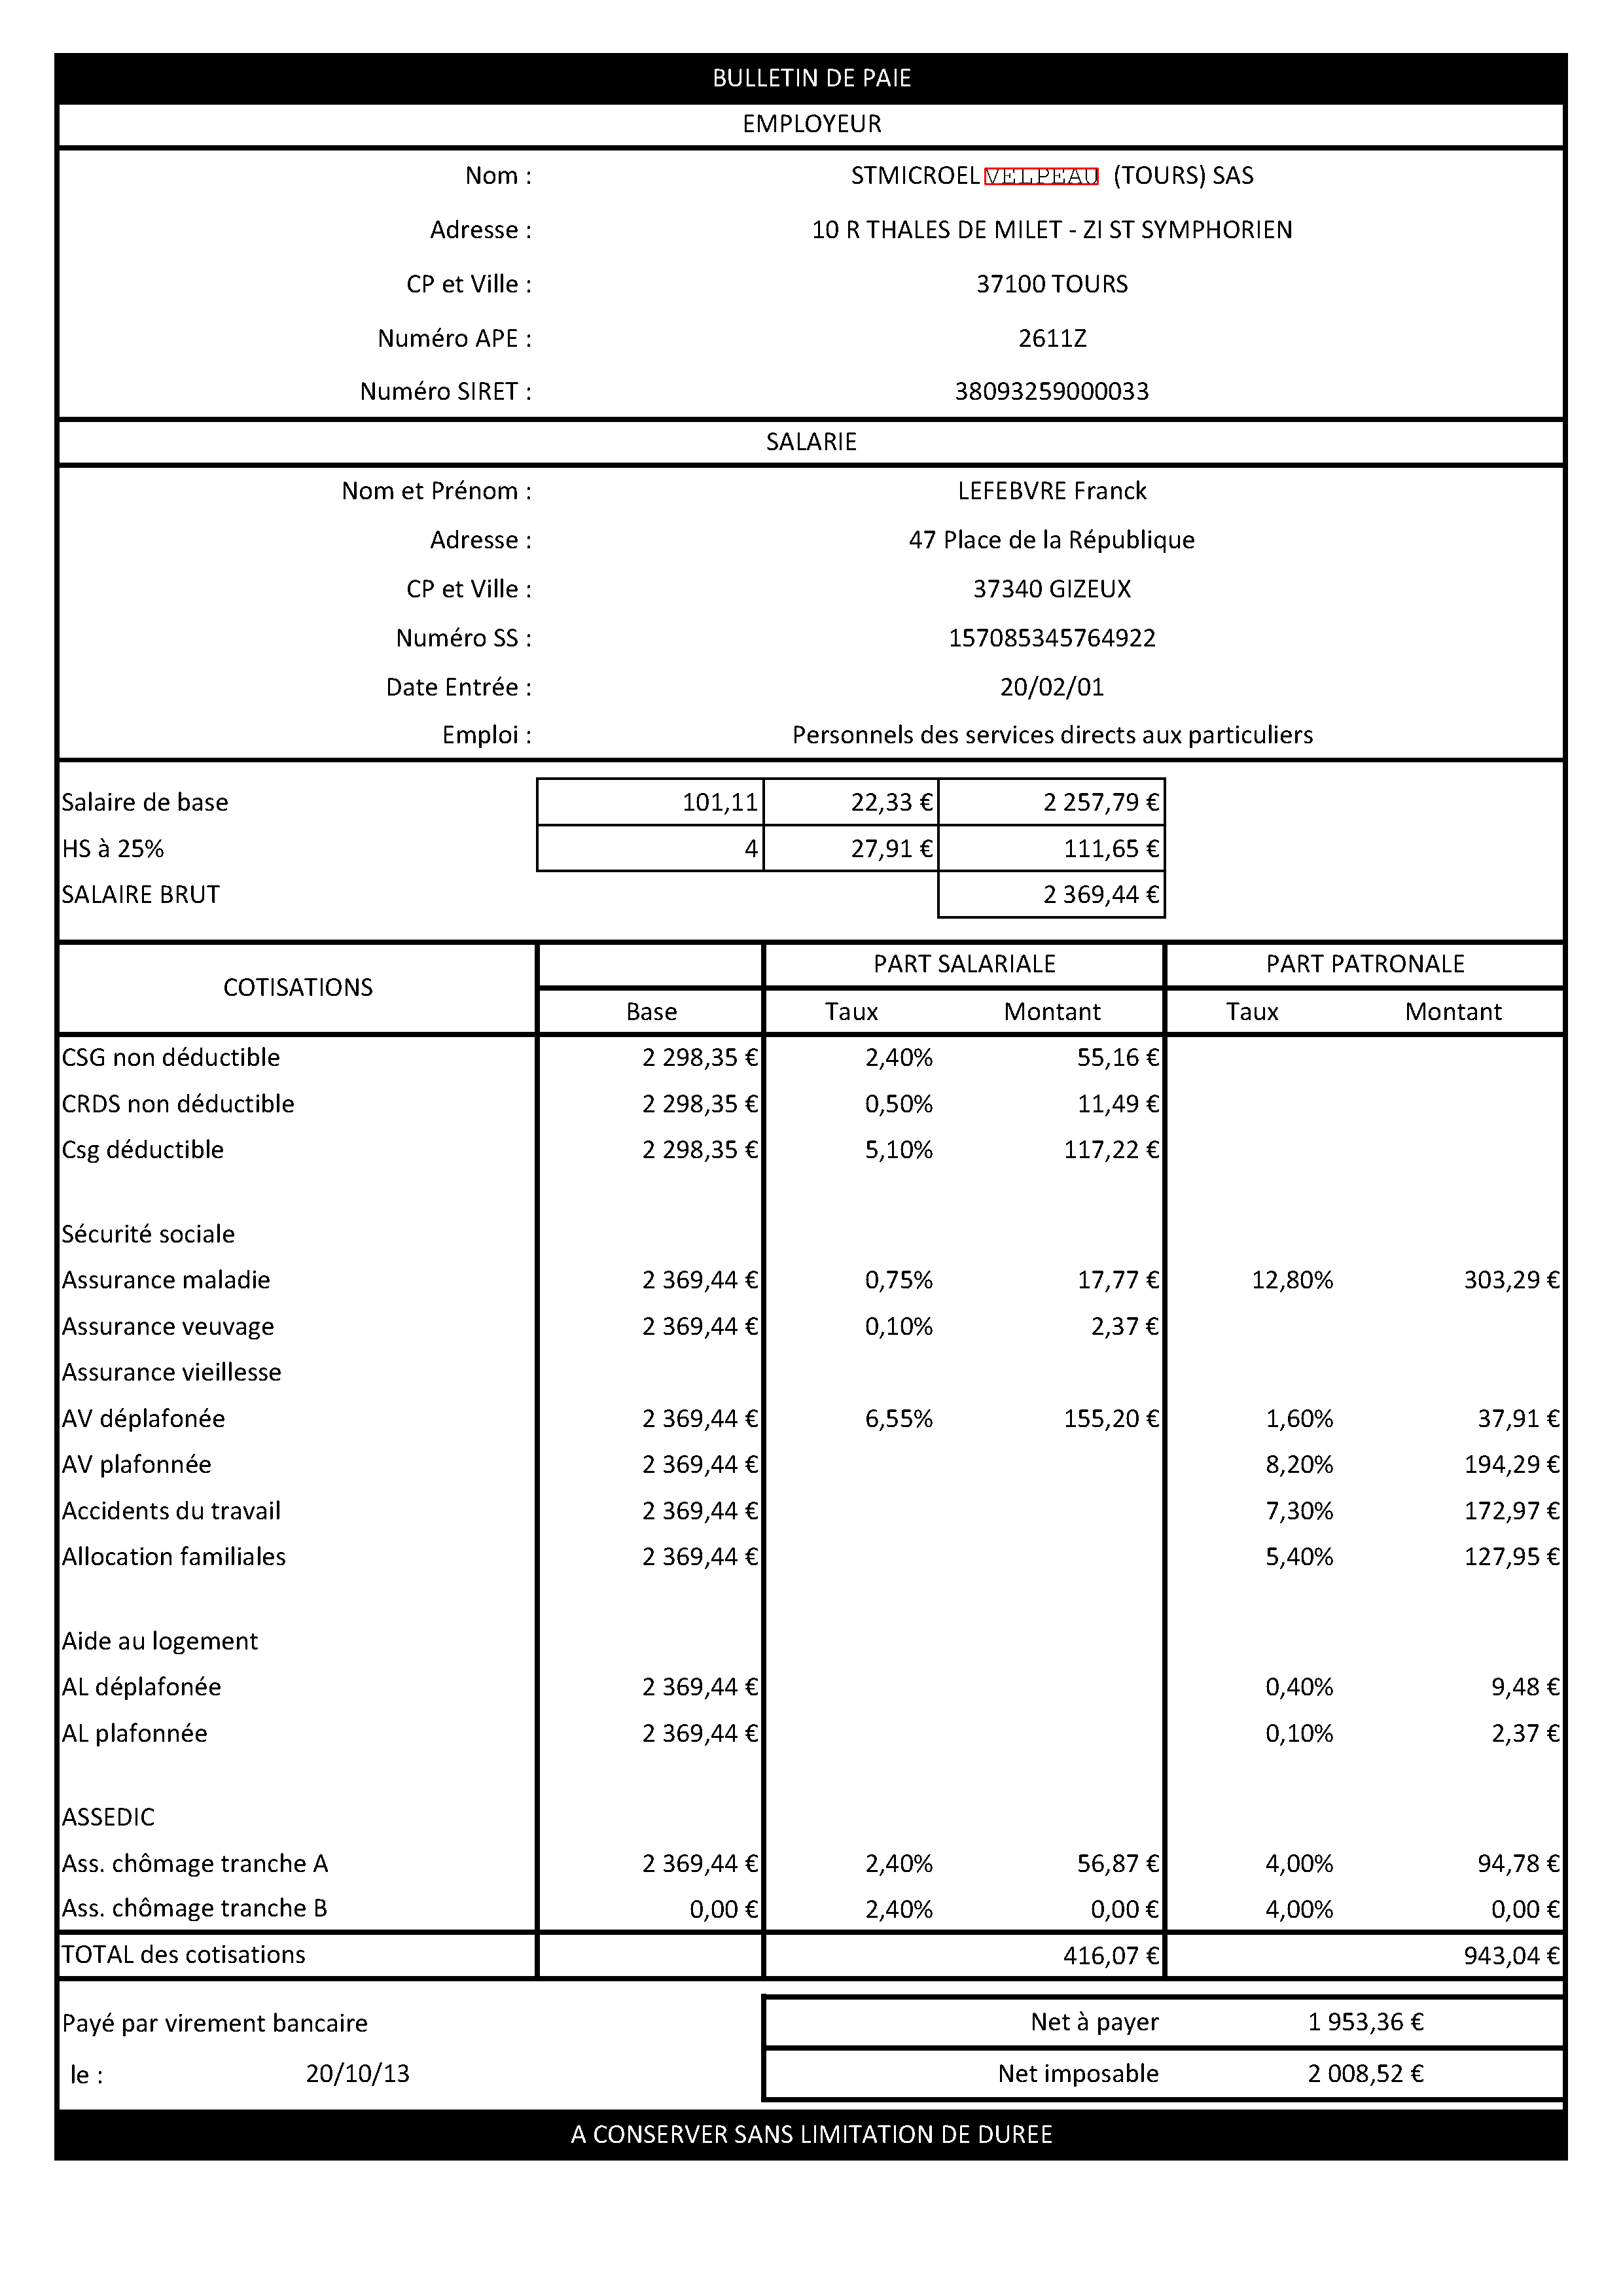 BULLETIN DE PAIE
EMPLOYEUR
Nom : STMICROEL VELPEAU (TOURS) SAS
Adresse : 10 R THALES DE MILET - ZI ST SYMPHORIEN
CP et Ville : 37100 TOURS
Numéro APE : 2611Z
Numéro SIRET : 38093259000033
SALARIE
Nom et Prénom : LEFEBVRE Franck
Adresse : 47 Place de la République
CP et Ville : 37340 GIZEUX
Numéro SS : 157085345764922
Date Entrée : 20/02/01
Emploi : Personnels des services directs aux particuliers
Salaire de base 101,11 22,33 € 2 257,79 €
HS à 25% 4 27,91 € 111,65 €
SALAIRE BRUT 2 369,44 €
COTISATIONS PART SALARIALE PART PATRONALE
Base Taux Montant Taux Montant
CSG non déductible 2 298,35 € 2,40% 55,16 €
CRDS non déductible 2 298,35 € 0,50% 11,49 €
Csg déductible 2 298,35 € 5,10% 117,22 €
Sécurité sociale
Assurance maladie 2 369,44 € 0,75% 17,77 € 12,80% 303,29 €
Assurance veuvage 2 369,44 € 0,10% 2,37 €
Assurance vieillesse
AV déplafonée 2 369,44 € 6,55% 155,20 € 1,60% 37,91 €
AV plafonnée 2 369,44 € 8,20% 194,29 €
Accidents du travail 2 369,44 € 7,30% 172,97 €
Allocation familiales 2 369,44 € 5,40% 127,95 €
Aide au logement
AL déplafonée 2 369,44 € 0,40% 9,48 €
AL plafonnée 2 369,44 € 0,10% 2,37 €
ASSEDIC
Ass. chômage tranche A 2 369,44 € 2,40% 56,87 € 4,00% 94,78 €
Ass. chômage tranche B 0,00 € 2,40% 0,00 € 4,00% 0,00 €
TOTAL des cotisations 416,07 € 943,04 €
Payé par virement bancaire Net à payer 1 953,36 €
le : 20/10/13 Net imposable 2 008,52 €
A CONSERVER SANS LIMITATION DE DUREE